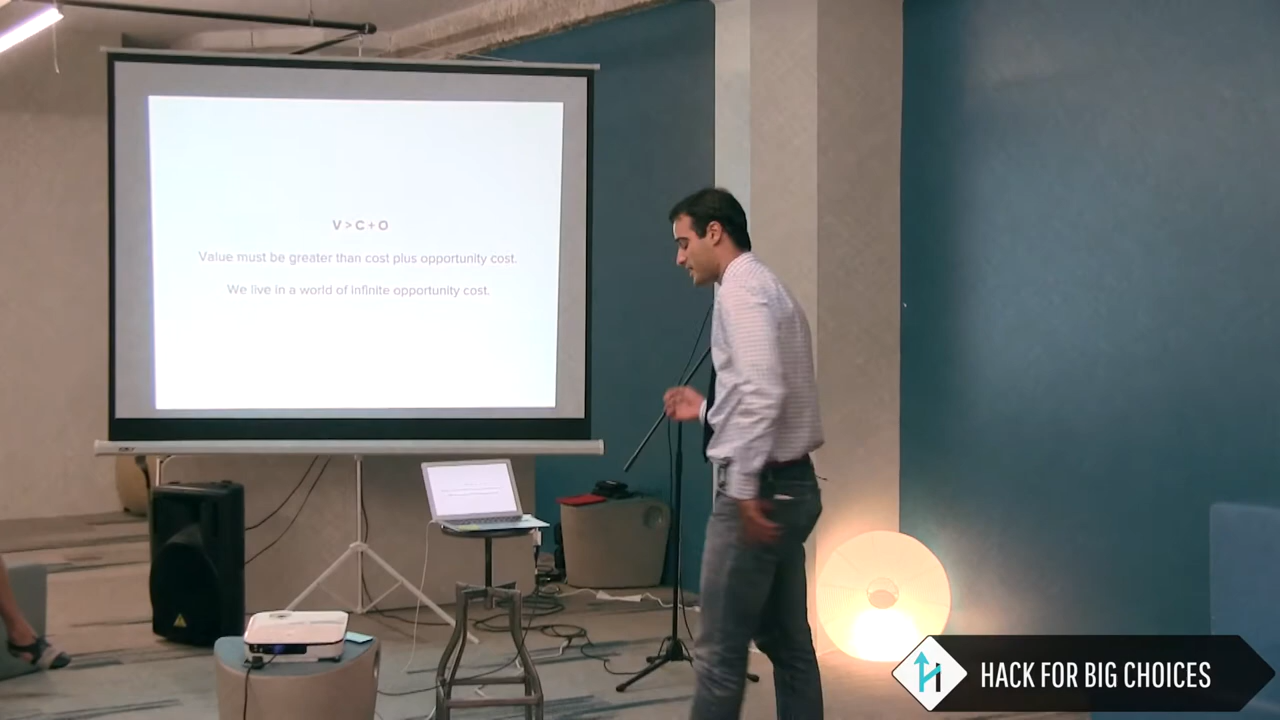 V > C + O
Value must be greater than cost plus opportunity cost.
We live in a world of infinite opportunity cost.
HACK FOR BIG CHOICES